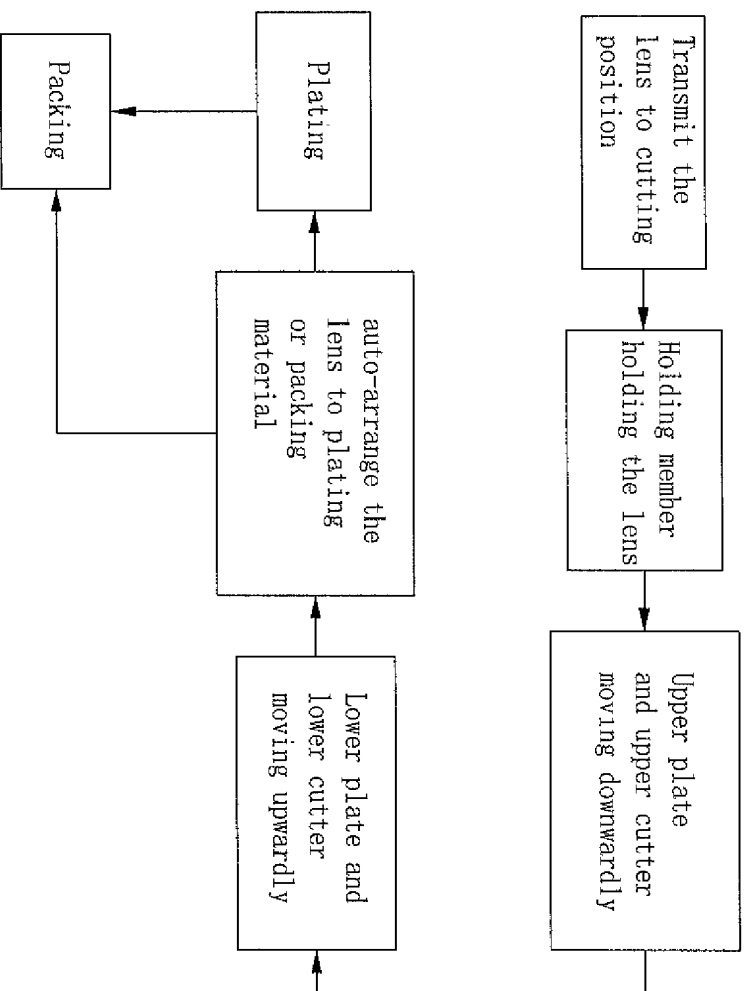 Transmit the
lens to cutting
position
Holding member
holding the lens
Upper plate
and upper cutter
moving downwardly
Lower plate and
lower cutter
moving upwardly
auto-arrange the
lens to plating
or packing
material
Plating
Packing